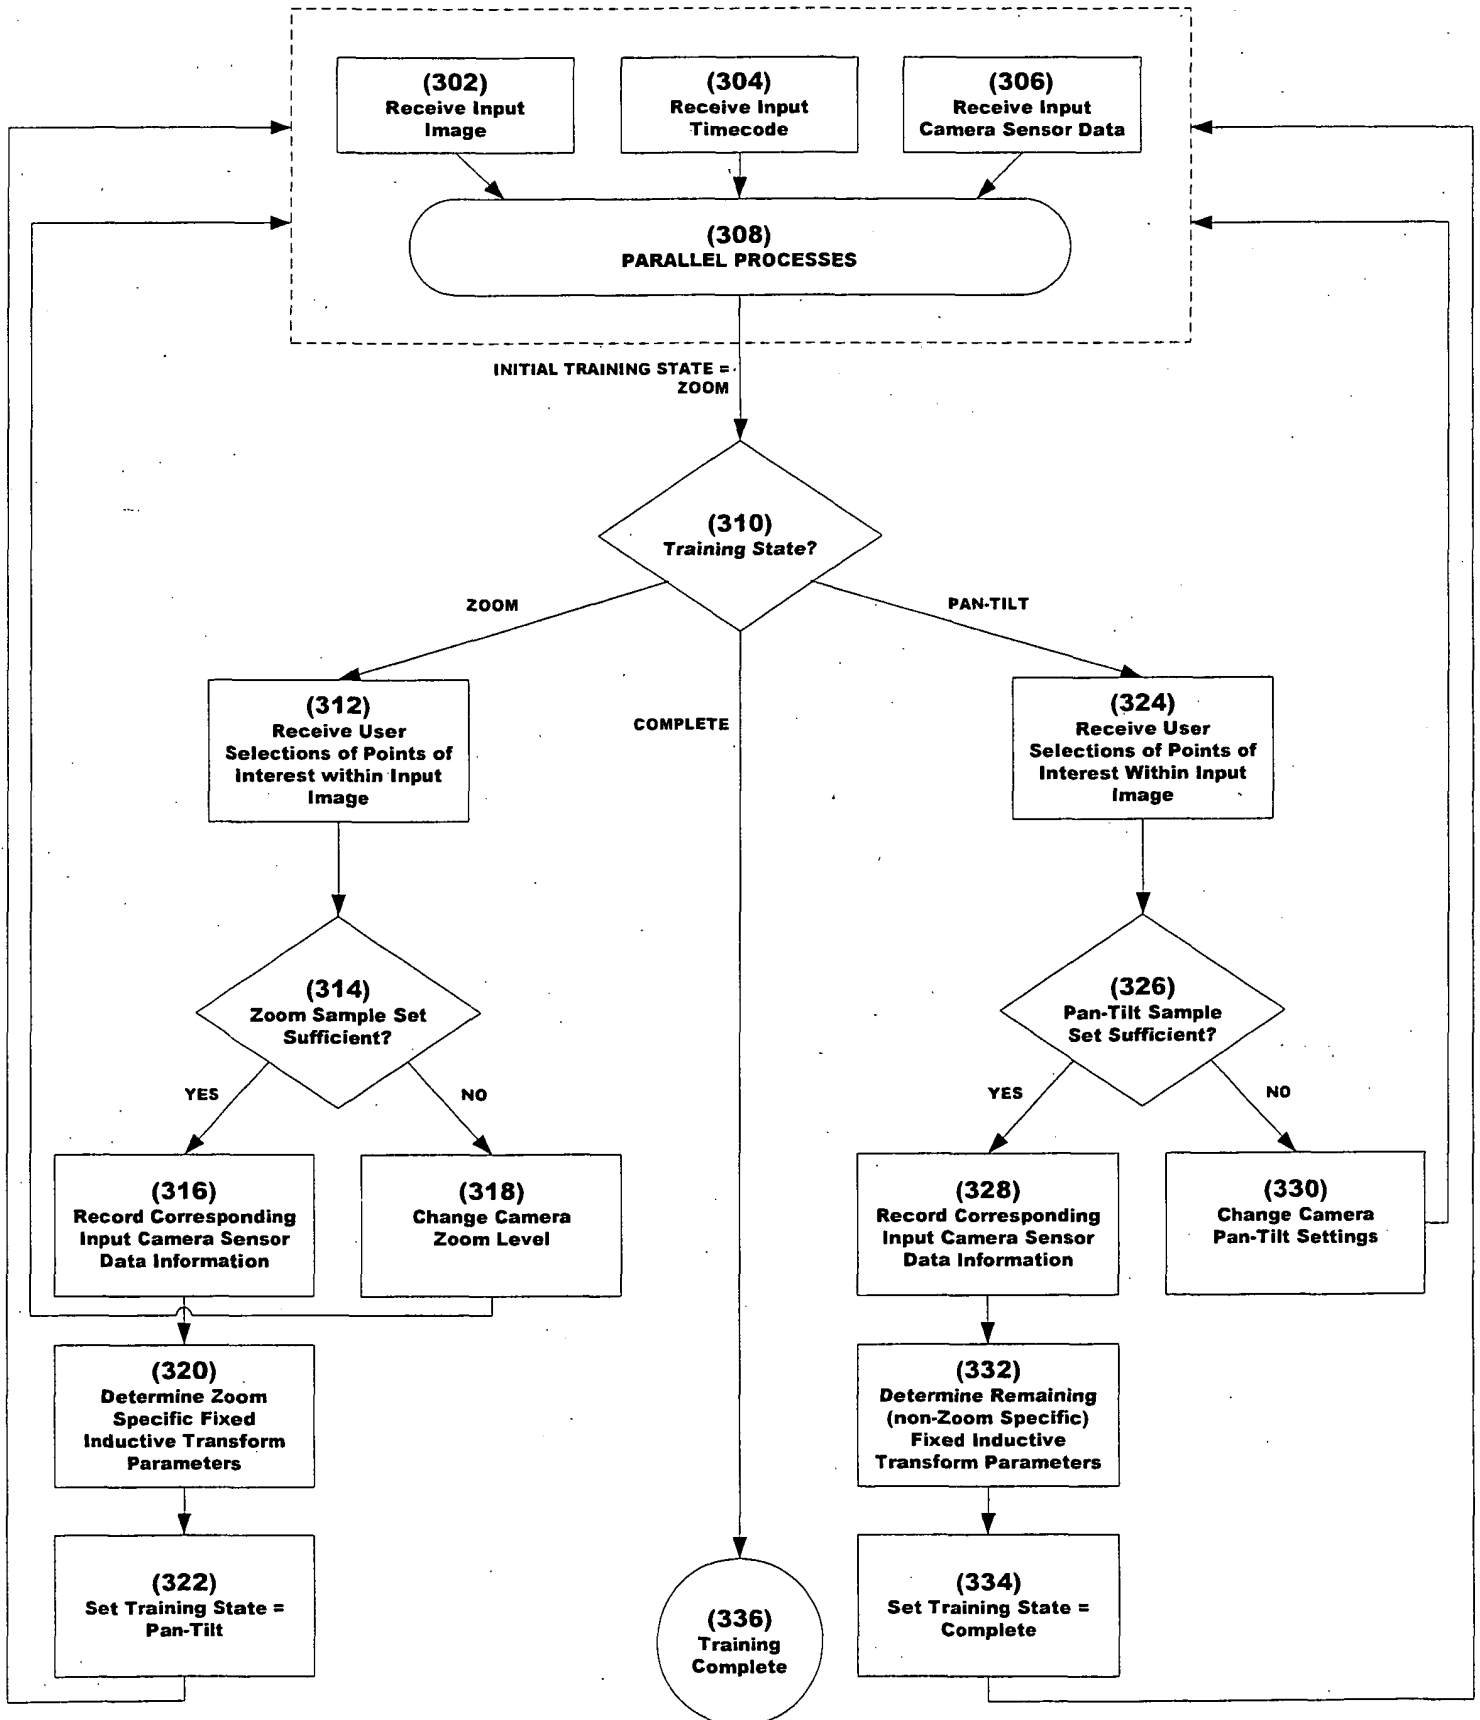 (302)
Receive Input
Image
(304)
Receive Input
Timecode
(306)
Receive Input
Camera Sensor Data
(308)
PARALLEL PROCESSES
INITIAL TRAINING STATE =
ZOOM
(310)
Training State?
ZOOM
PAN-TILT
COMPLETE
(312)
Receive User
Selections of Points of
Interest within Input
Image
(324)
Receive User
Selections of Points of
Interest Within Input
Image
(314)
Zoom Sample Set
Sufficient?
(326)
Pan-Tilt Sample
Set Sufficient?
YES
NO
YES
NO
(316)
Record Corresponding
Input Camera Sensor
Data Information
(318)
Change Camera
Zoom Level
(328)
Record Corresponding
Input Camera Sensor
Data Information
(330)
Change Camera
Pan-Tilt Settings
(320)
Determine Zoom
Specific Fixed
Inductive Transform
Parameters
(332)
Determine Remaining
(non-Zoom Specific)
Fixed Inductive
Transform Parameters
(322)
Set Training State =
Pan-Tilt
(336)
Training
Complete
(334)
Set Training State =
Complete